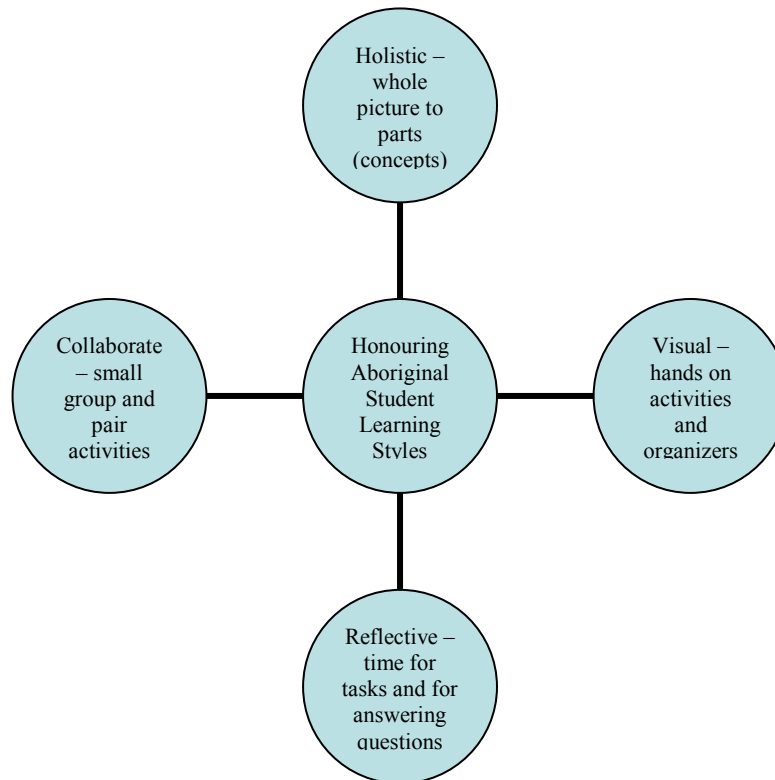 Holistic –
whole
picture to
parts
(concepts)
Collaborate
– small
group and
pair
activities
Honouring
Aboriginal
Student
Learning
Styles
Visual –
hands on
activities
and
organizers
Reflective –
time for
tasks and for
answering
questions